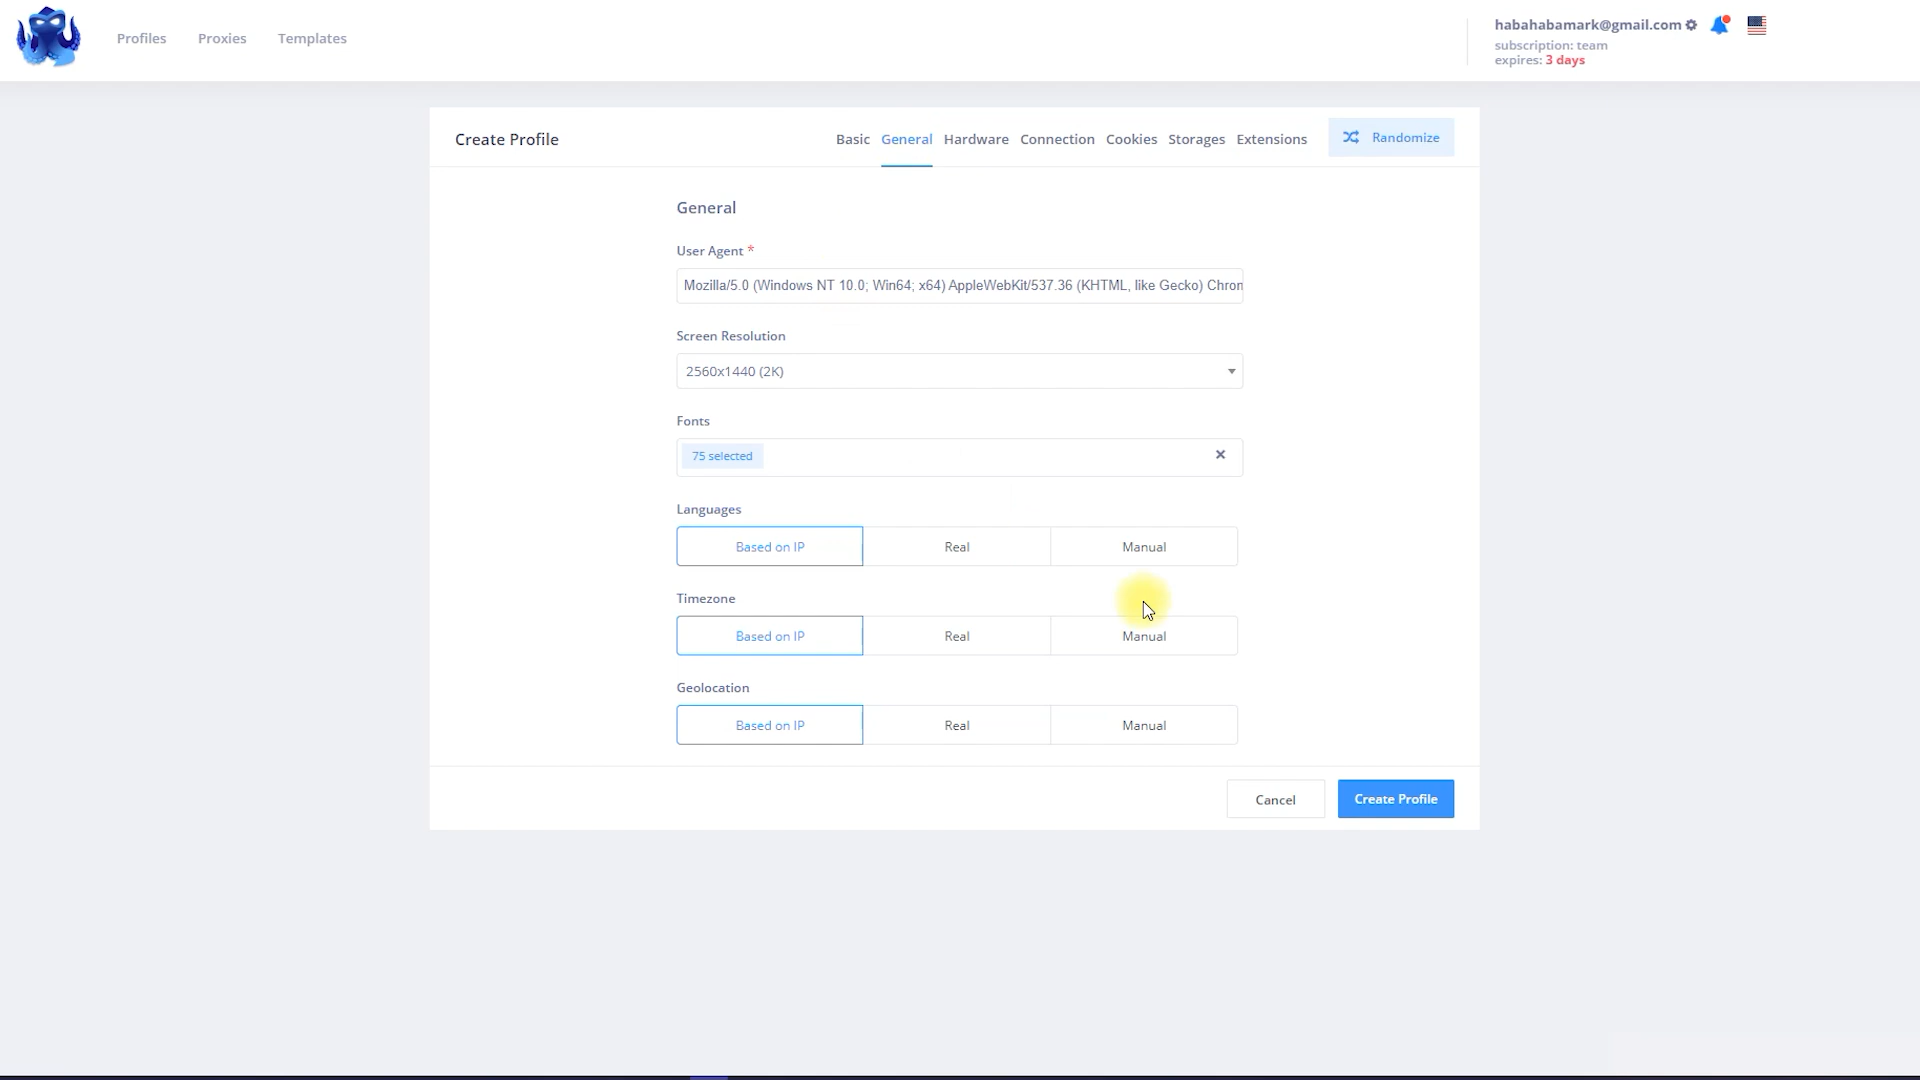 Profiles Proxies Templates
habahabamark@gmail.com
subscription: team
expires: 3 days
Create Profile
Basic General Hardware Connection Cookies Storages Extensions Randomize
General
User Agent *
Mozilla/5.0 (Windows NT 10.0; Win64; x64) AppleWebKit/537.36 (KHTML, like Gecko) Chron
Screen Resolution
2560x1440 (2K)
Fonts
75 selected
Languages
Based on IP Real Manual
Timezone
Based on IP Real Manual
Geolocation
Based on IP Real Manual
Cancel Create Profile